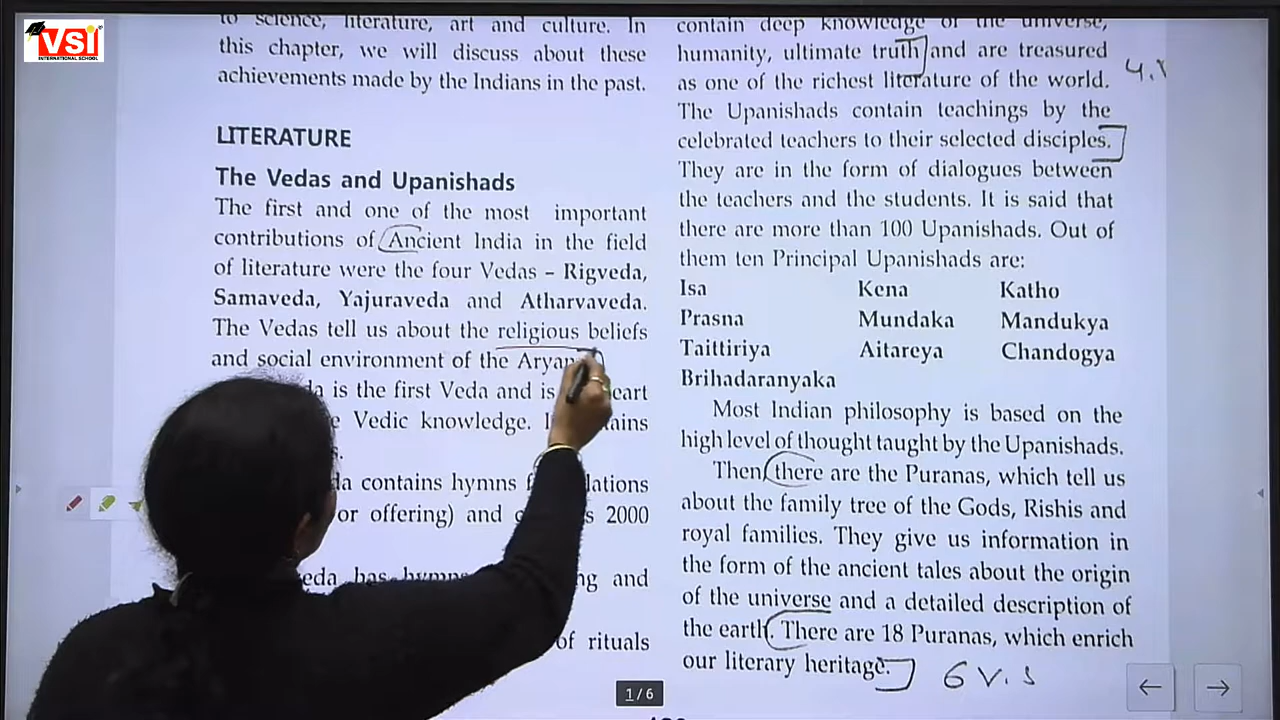 VSI
INTERNATIONAL SCHOOL
to science, literature, art and culture. In
this chapter, we will discuss about these
achievements made by the Indians in the past.
LITERATURE
The Vedas and Upanishads
The first and one of the most important
contributions of Ancient India in the field
of literature were the four Vedas – Rigveda,
Samaveda, Yajuraveda and Atharvaveda.
The Vedas tell us about the religious beliefs
and social environment of the
is the first Veda and is
Vedic knowledge.
contains hymns
or offering) and 2000
has
and
of rituals
contain deep knowledge of the universe,
humanity, ultimate truth and are treasured
as one of the richest literature of the world.
The Upanishads contain teachings by the
celebrated teachers to their selected disciples.
They are in the form of dialogues between
the teachers and the students. It is said that
there are more than 100 Upanishads. Out of
them ten Principal Upanishads are:
Isa Kena Katho
Prasna Mundaka Mandukya
Taittiriya Aitareya Chandogya
Brihadaranyaka
Most Indian philosophy is based on the
high level of thought taught by the Upanishads.
Then there are the Puranas, which tell us
about the family tree of the Gods, Rishis and
royal families. They give us information in
the form of the ancient tales about the origin
of the universe and a detailed description of
the earth. There are 18 Puranas, which enrich
our literary heritage.
6 V. S
1 / 6